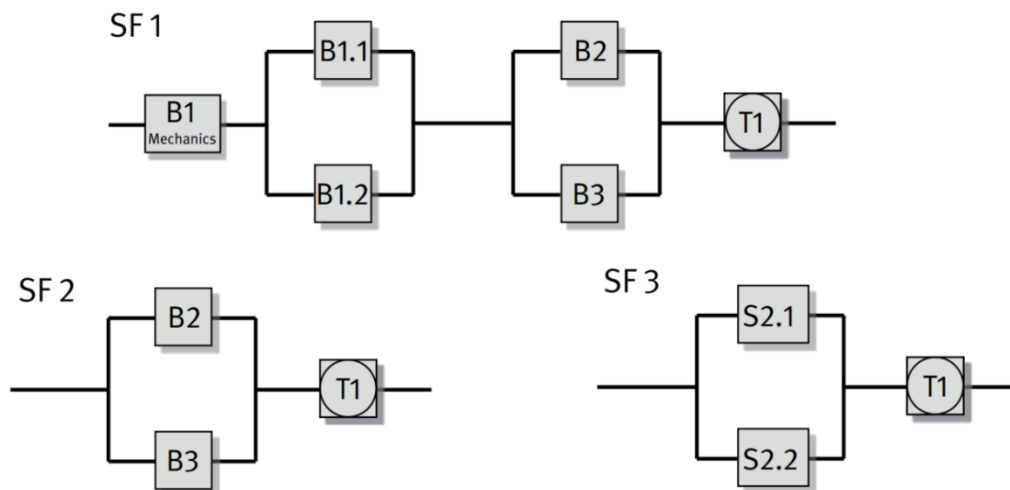 SF 1
B1.1
B2
B1
Mechanics
T1
B1.2
B3
SF 2
SF 3
B2
S2.1
T1
T1
B3
S2.2